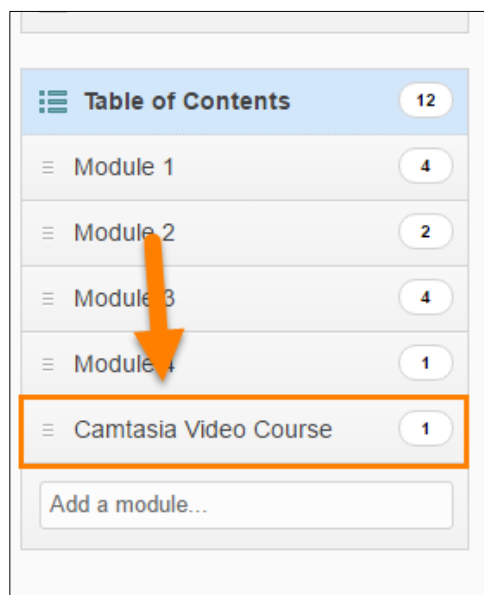 Table of Contents 12
Module 1 4
Module 2 2
Module 3 4
Module 4 1
Camtasia Video Course 1
Add a module...